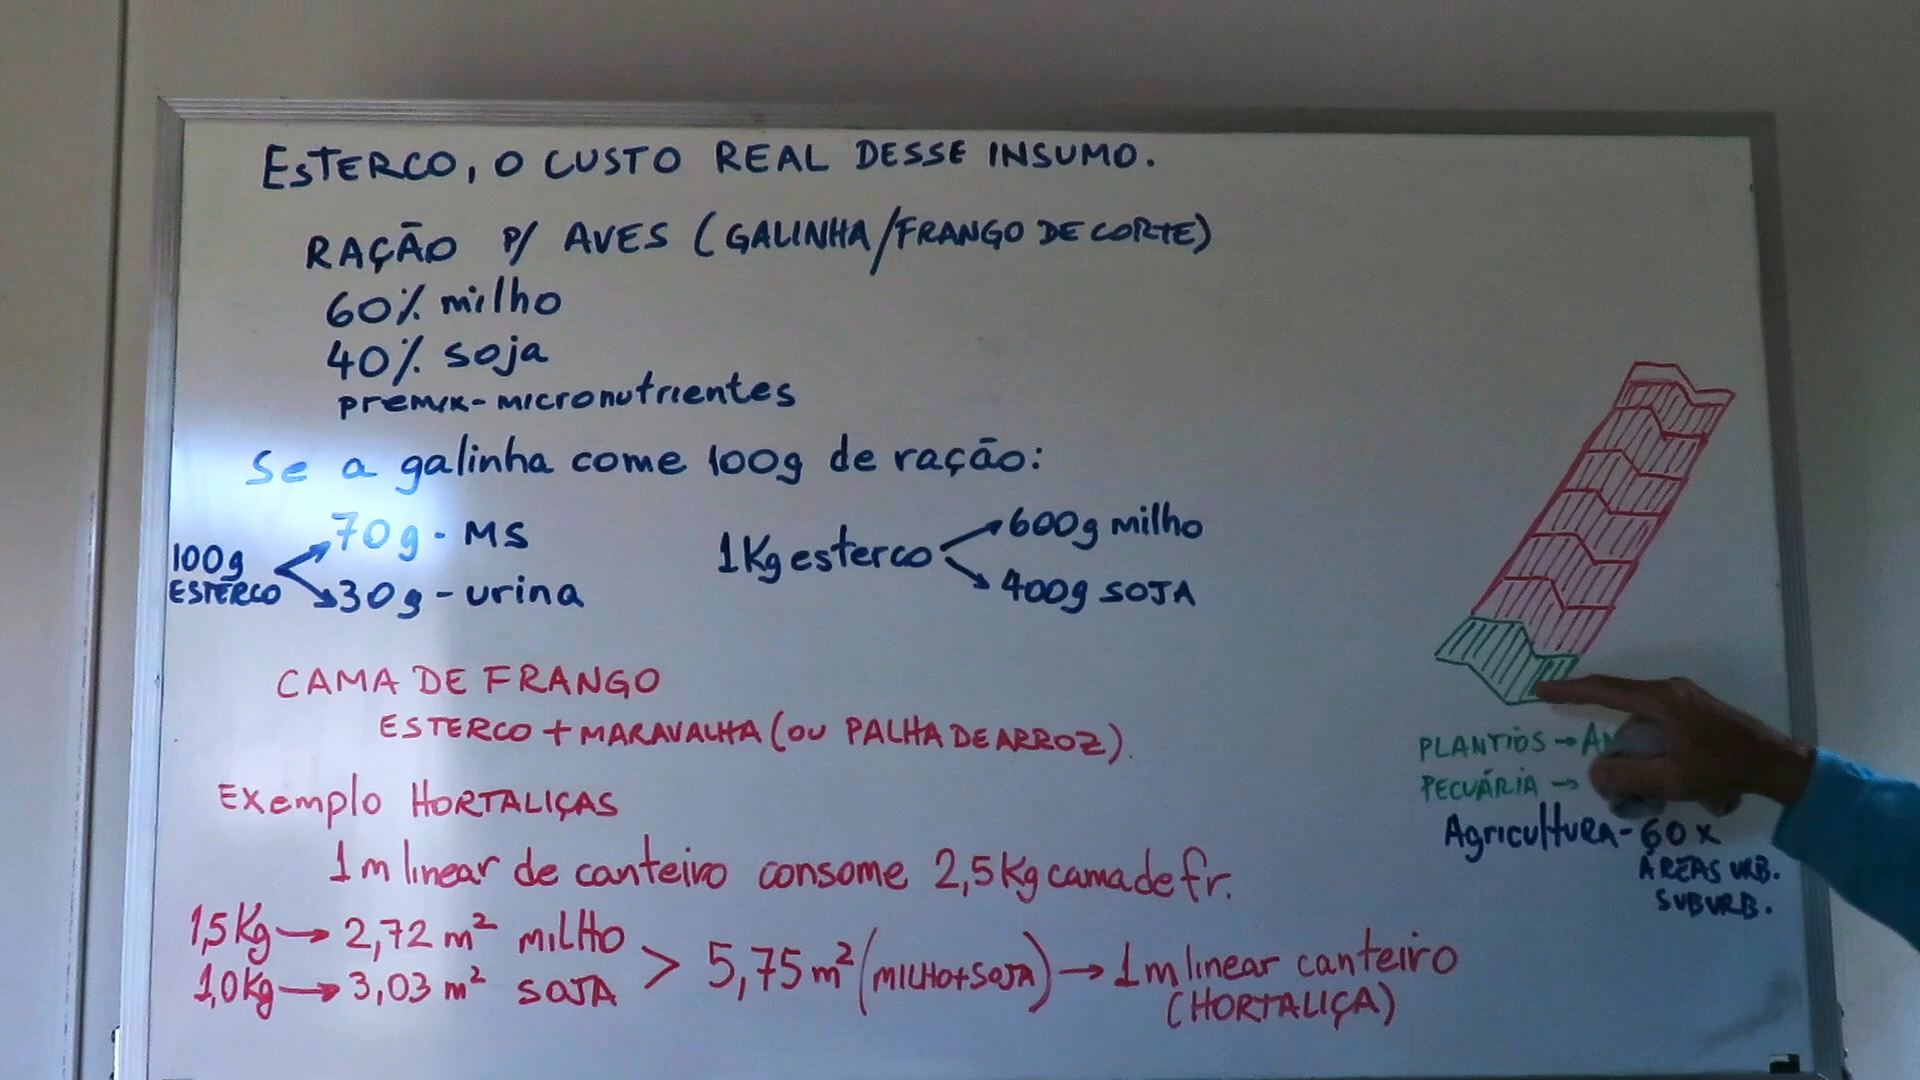 ESTERCO, O CUSTO REAL DESSE INSUMO.
RAÇÃO P/ AVES (GALINHA/FRANGO DE CORTE)
60% milho
40% soja
premix-micronutrientes
Se a galinha come 100g de ração:
100g ESTERCO
70g - MS
30g - urina
1Kg esterco
600g milho
400g SOJA
CAMA DE FRANGO
ESTERCO + MARAVALHA (OU PALHA DE ARROZ).
Exemplo HORTALIÇAS
1m linear de canteiro consome 2,5Kg cama de fr.
1,5Kg → 2,72 m² MILHO
1,0Kg → 3,03 m² SOJA
> 5,75 m² (MILHO+SOJA) → 1m linear canteiro
(HORTALIÇA)
PLANTIOS →
PECUÁRIA →
Agricultura - 60 x
ÁREAS URB.
SUBURB.